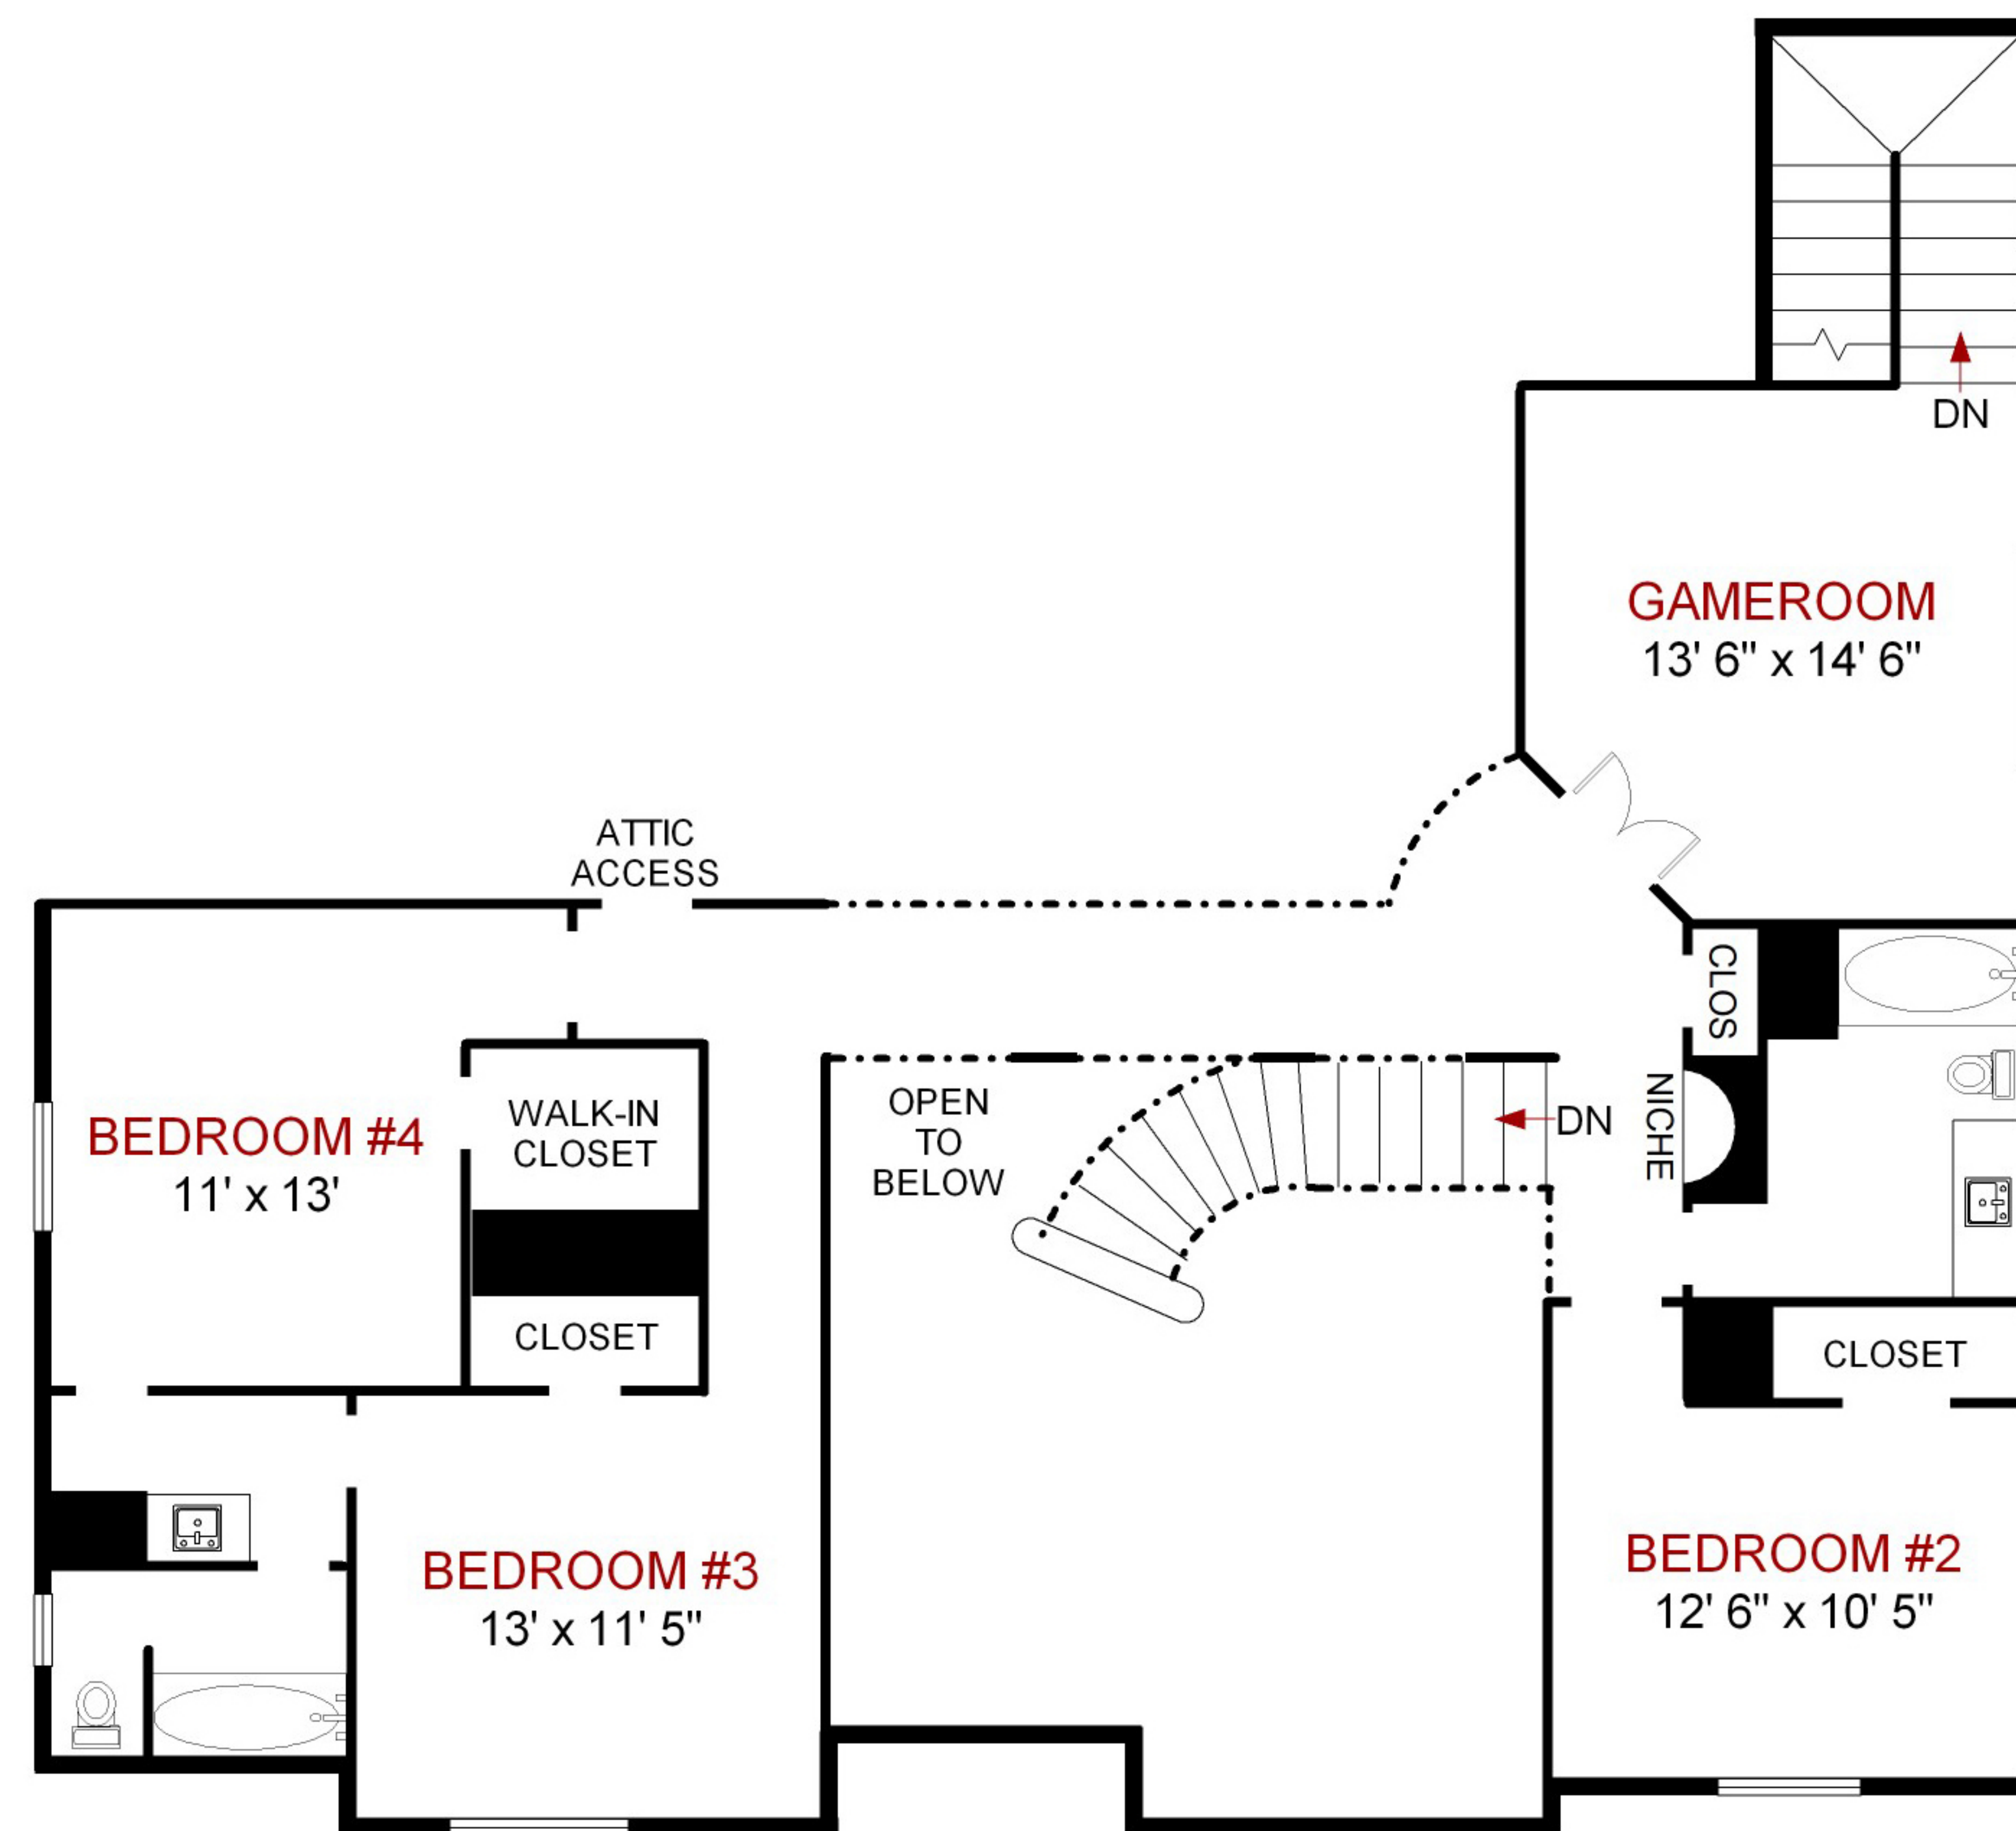 DN
GAMEROOM
13' 6" x 14' 6"
ATTIC
ACCESS
CLOS
OPEN
TO
BELOW
DN
NICHE
WALK-IN
CLOSET
BEDROOM #4
11' x 13'
CLOSET
CLOSET
BEDROOM #3
13' x 11' 5"
BEDROOM #2
12' 6" x 10' 5"